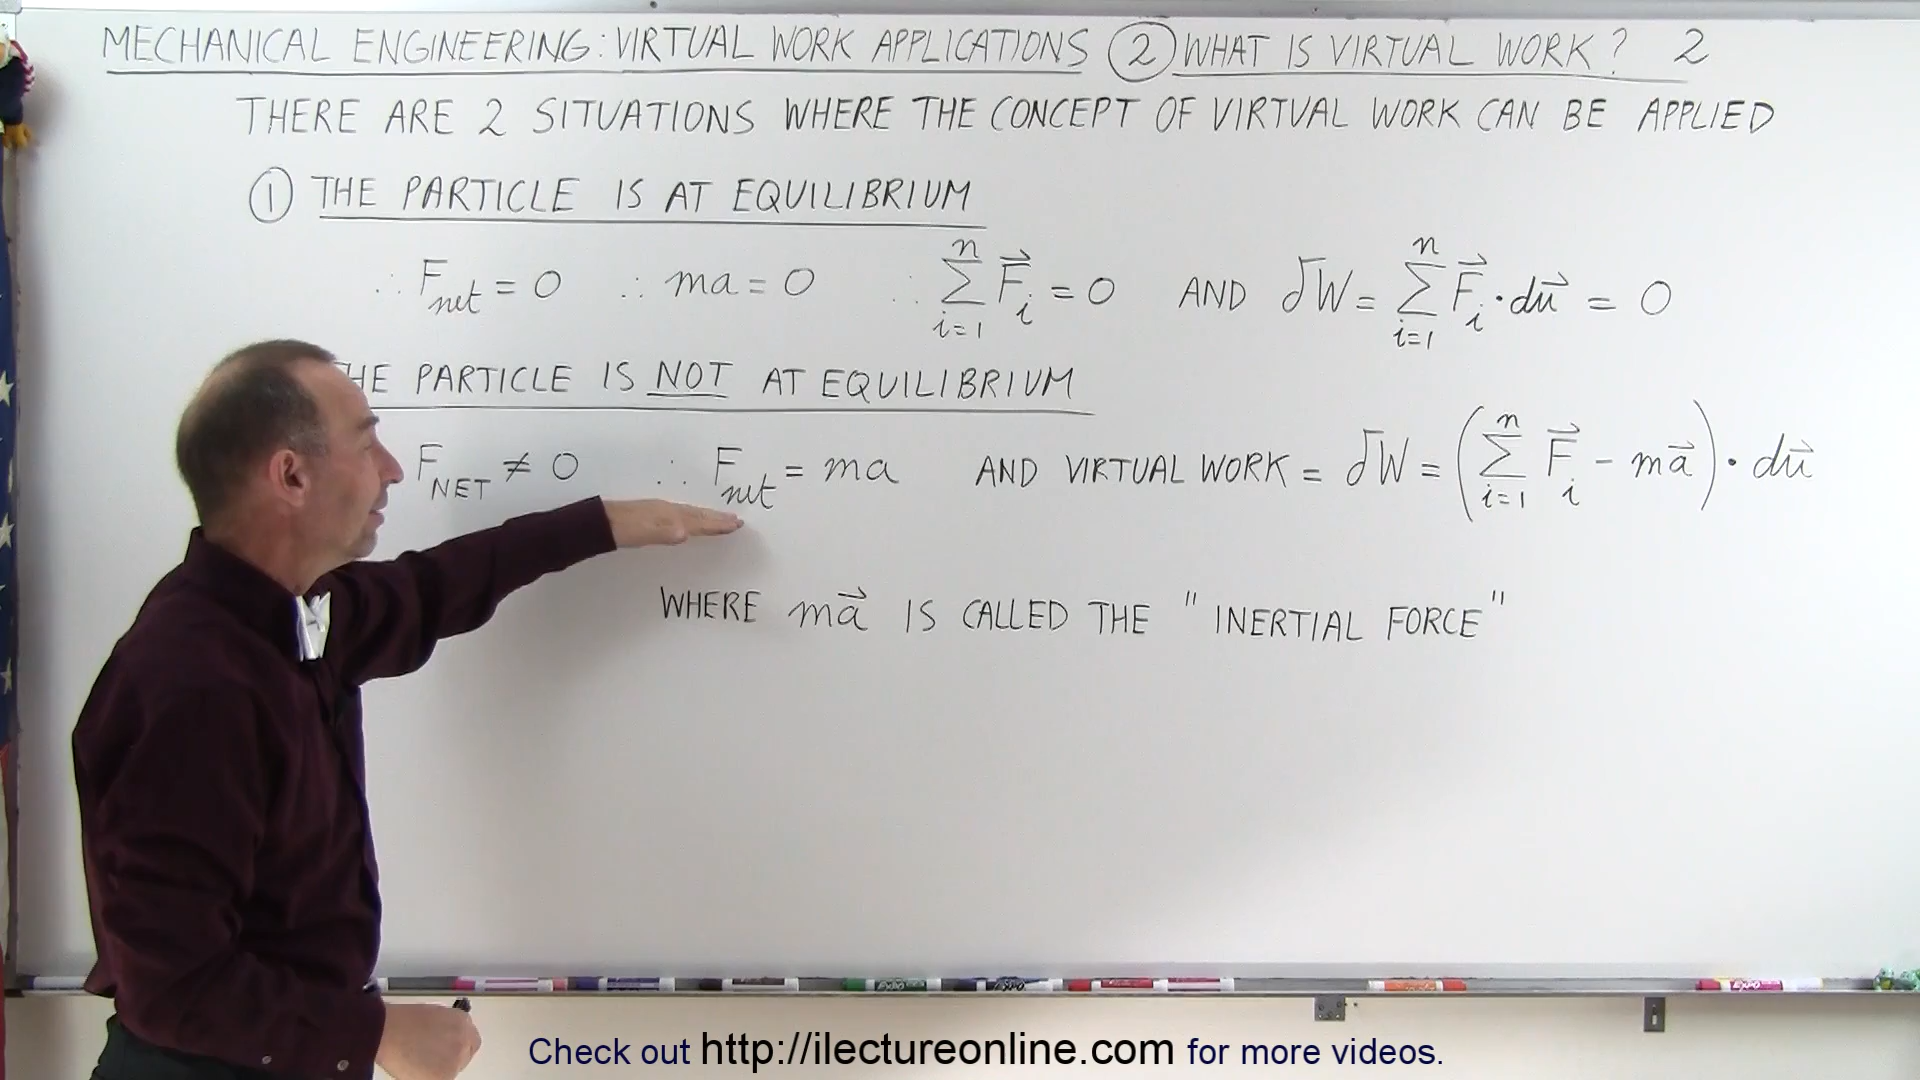 MECHANICAL ENGINEERING: VIRTUAL WORK APPLICATIONS ② WHAT IS VIRTUAL WORK? 2
THERE ARE 2 SITUATIONS WHERE THE CONCEPT OF VIRTUAL WORK CAN BE APPLIED
① THE PARTICLE IS AT EQUILIBRIUM
∴ F_net = 0 ∴ ma = 0 ∴ ∑_{i=1}^{n} F⃗_i = 0 AND δW = ∑_{i=1}^{n} F⃗_i · du⃗ = 0
HE PARTICLE IS NOT AT EQUILIBRIUM
F_NET ≠ 0 ∴ F_net = ma AND VIRTUAL WORK = δW = (∑_{i=1}^{n} F⃗_i - ma⃗) · du⃗
WHERE ma⃗ IS CALLED THE "INERTIAL FORCE"
Check out http://ilectureonline.com for more videos.